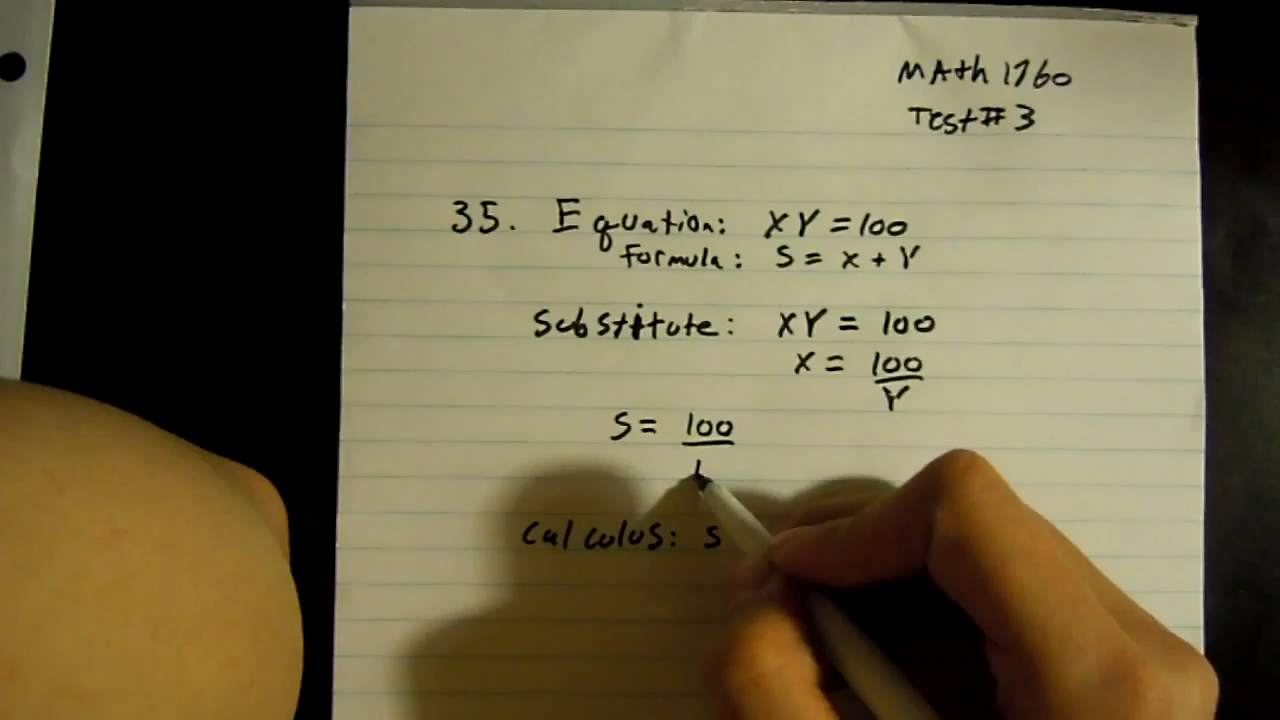 MAth 1760
Test# 3
35. Equation: XY = 100
formula: S = x + Y
Substitute: XY = 100
X = 100
Y
S = 100
Calculus: S